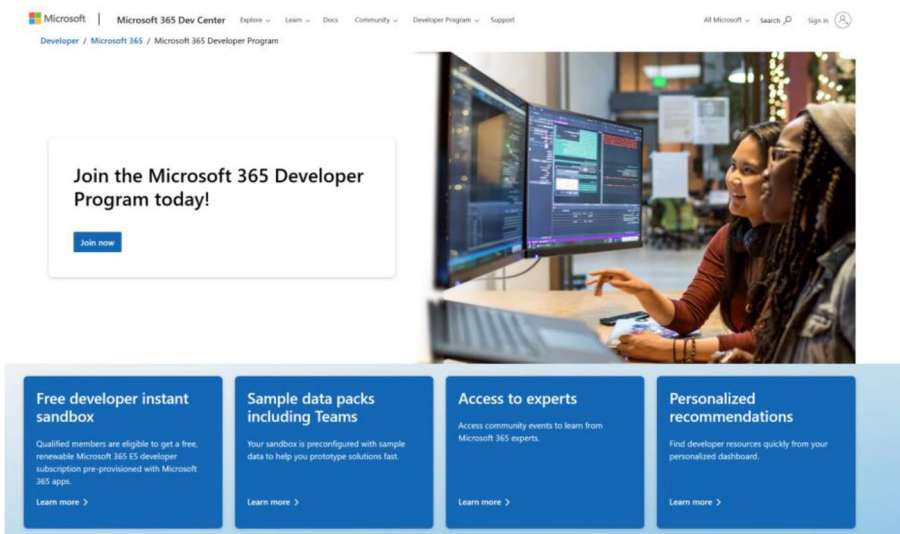 Microsoft | Microsoft 365 Dev Center Explore Learn Docs Community Developer Program Support All Microsoft Search Sign in
Developer / Microsoft 365 / Microsoft 365 Developer Program
Join the Microsoft 365 Developer
Program today!
Join now
Free developer instant
sandbox
Qualified members are eligible to get a free,
renewable Microsoft 365 E5 developer
subscription pre-provisioned with Microsoft
365 apps.
Learn more >
Sample data packs
including Teams
Your sandbox is preconfigured with sample
data to help you prototype solutions fast.
Learn more >
Access to experts
Access community events to learn from
Microsoft 365 experts.
Learn more >
Personalized
recommendations
Find developer resources quickly from your
personalized dashboard.
Learn more >